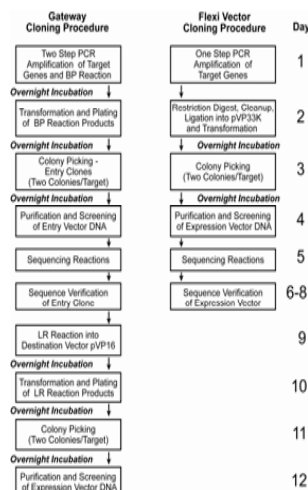 Gateway
Cloning Procedure
Flexi Vector
Cloning Procedure
Day
Two Step PCR
Amplification of Target
Genes and BP Reaction
One Step PCR
Amplification of
Target Genes
1
Overnight Incubation
Transformation and Plating
of BP Reaction Products
Restriction Digest, Cleanup,
Ligation into pVP33K
and Transformation
2
Overnight Incubation
Overnight Incubation
Colony Picking -
Entry Clones
(Two Colonies/Target)
Colony Picking
(Two Colonies/Target)
3
Overnight Incubation
Overnight Incubation
Purification and Screening
of Entry Vector DNA
Purification and Screening
of Expression Vector DNA
4
Sequencing Reactions
Sequencing Reactions
5
Sequence Verification
of Entry Clone
Sequence Verification
of Expression Vector
6-8
LR Reaction into
Destination Vector pVP16
9
Overnight Incubation
Transformation and Plating
of LR Reaction Products
10
Overnight Incubation
Colony Picking
(Two Colonies/Target)
11
Overnight Incubation
Purification and Screening
of Expression Vector DNA
12